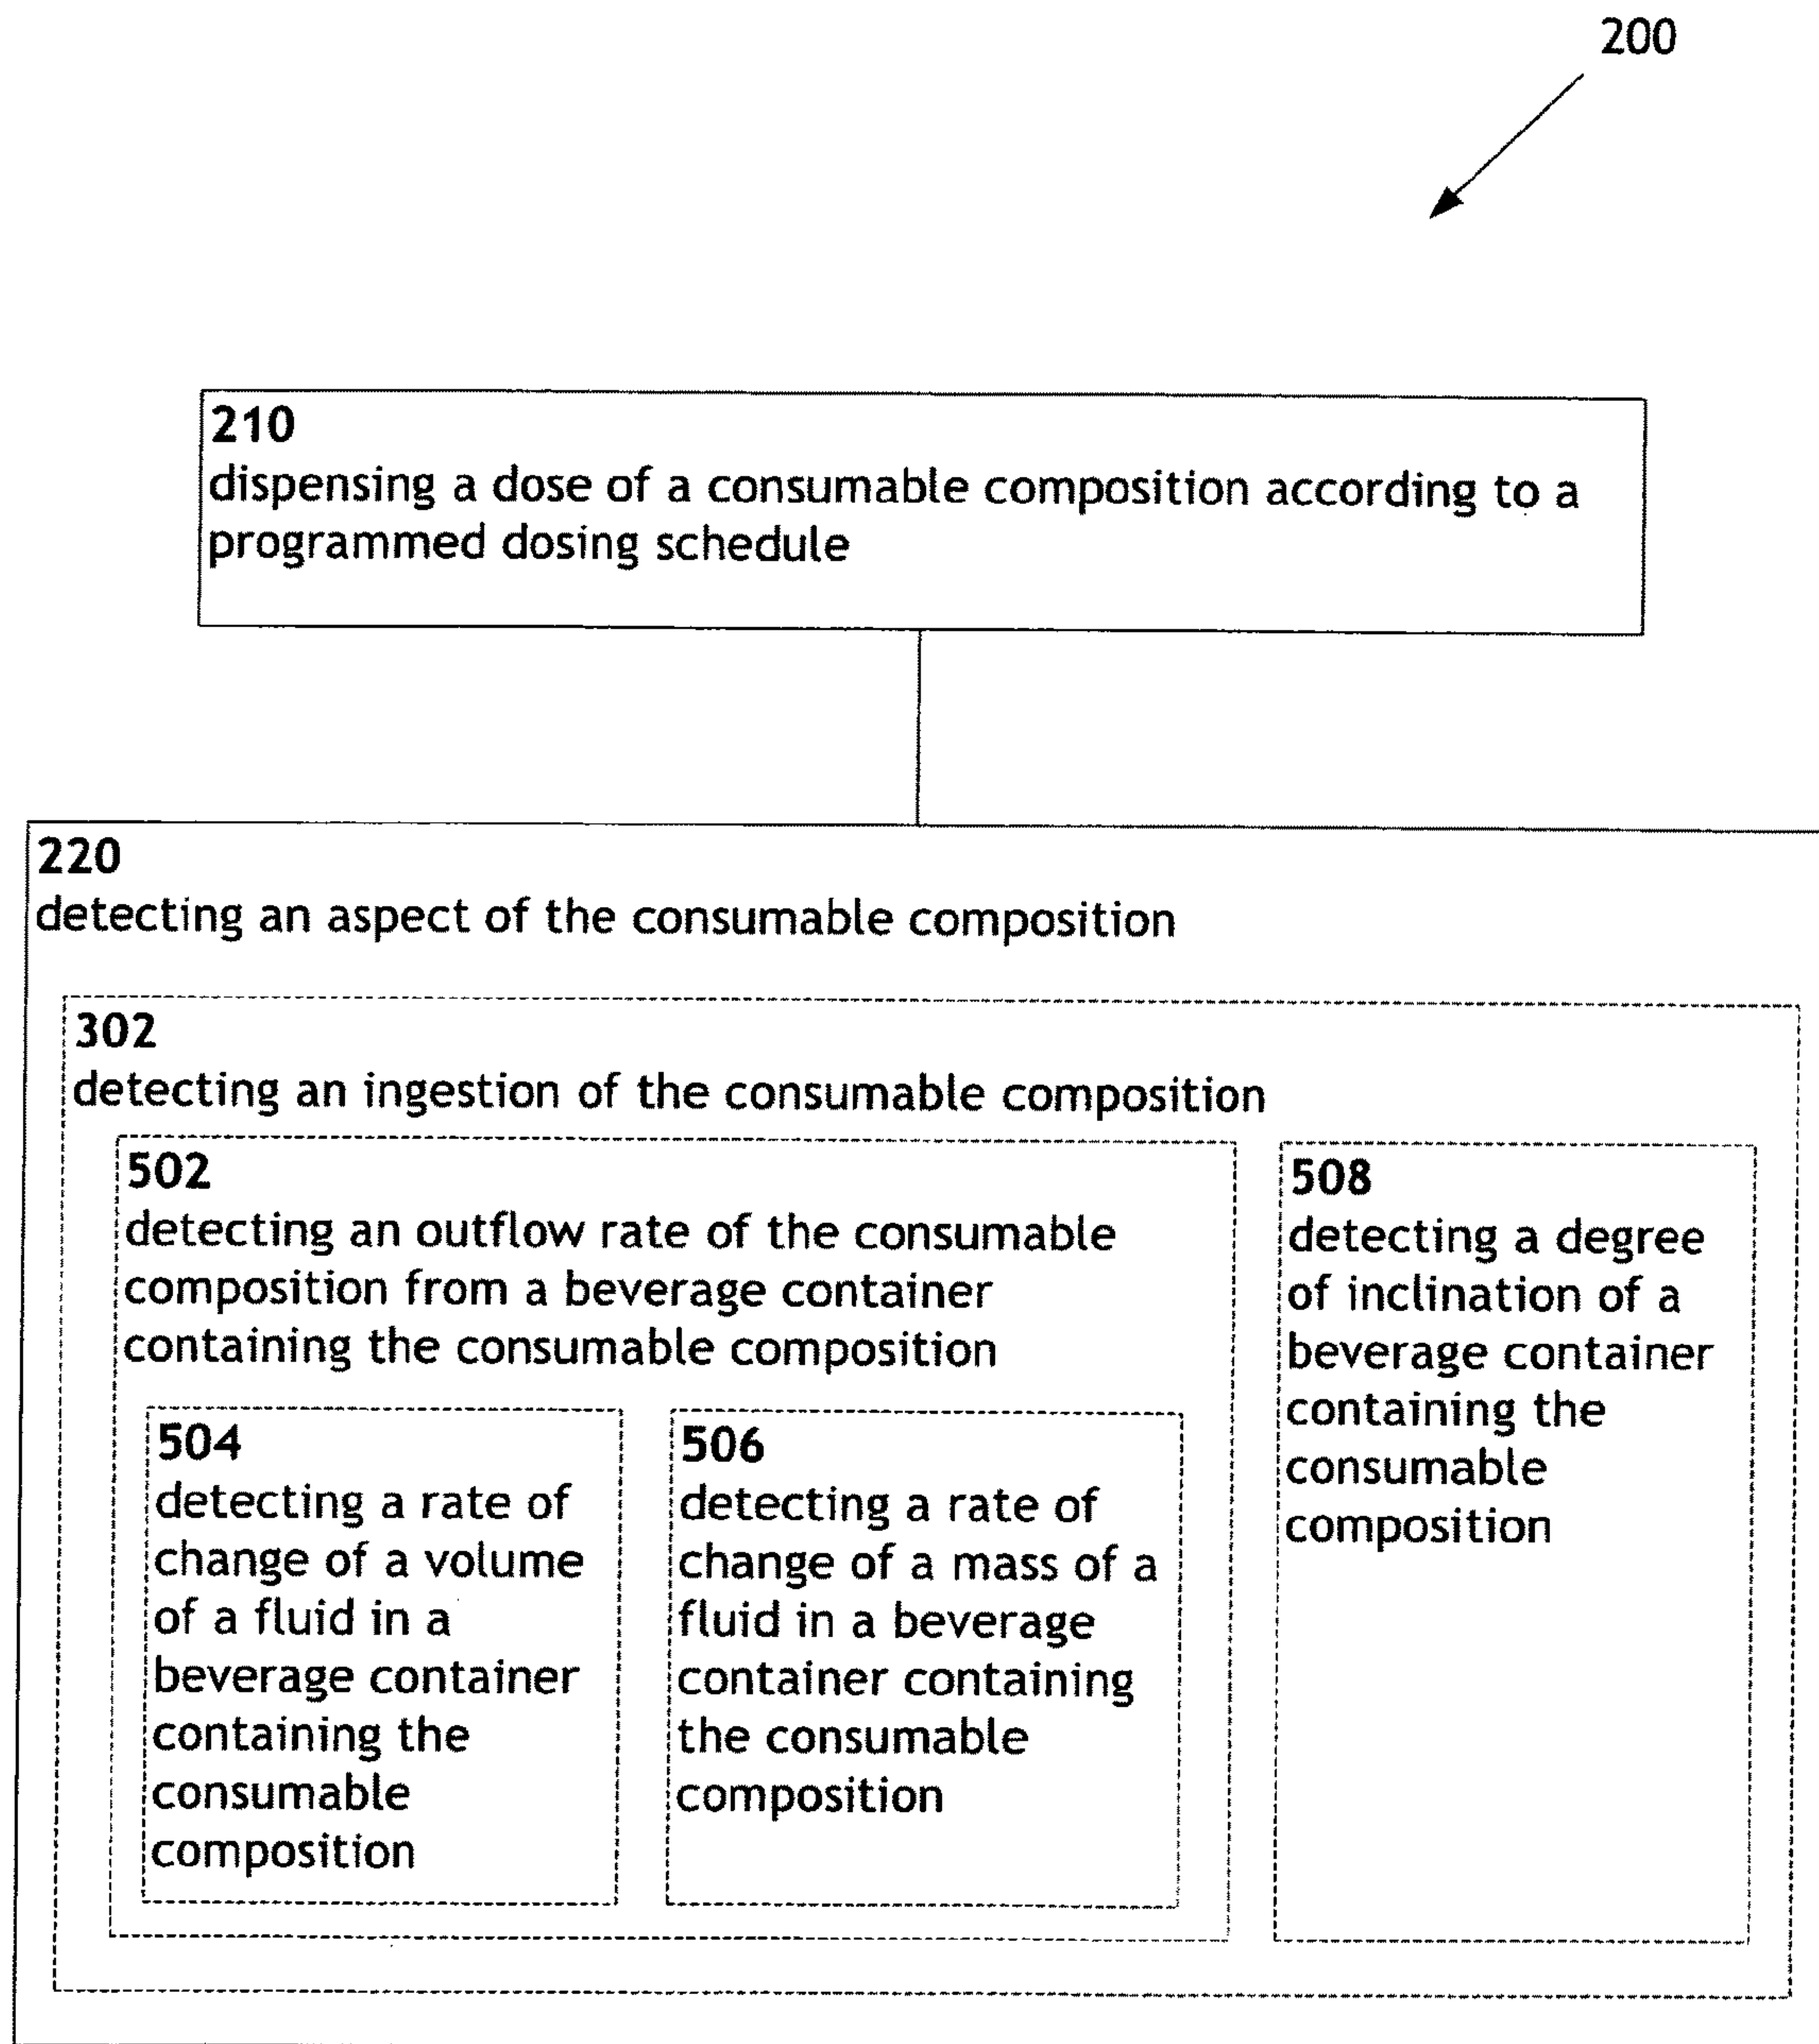 200
210
dispensing a dose of a consumable composition according to a
programmed dosing schedule
220
detecting an aspect of the consumable composition
302
detecting an ingestion of the consumable composition
502
detecting an outflow rate of the consumable
composition from a beverage container
containing the consumable composition
504
detecting a rate of
change of a volume
of a fluid in a
beverage container
containing the
consumable
composition
506
detecting a rate of
change of a mass of a
fluid in a beverage
container containing
the consumable
composition
508
detecting a degree
of inclination of a
beverage container
containing the
consumable
composition